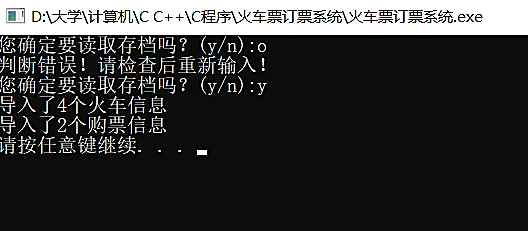 D:\大学\计算机\C C++\C程序\火车票订票系统\火车票订票系统.exe
您确定要读取存档吗？(y/n):o
判断错误！请检查后重新输入！
您确定要读取存档吗？(y/n):y
导入了4个火车信息
导入了2个购票信息
请按任意键继续. . .